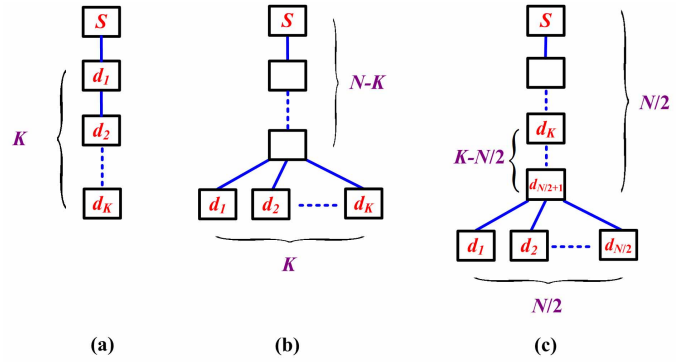 S
d1
d2
dK
K
(a)
S
N-K
d1
d2
dK
K
(b)
S
N/2
dK
K-N/2
dN/2+1
d1
d2
dN/2
N/2
(c)